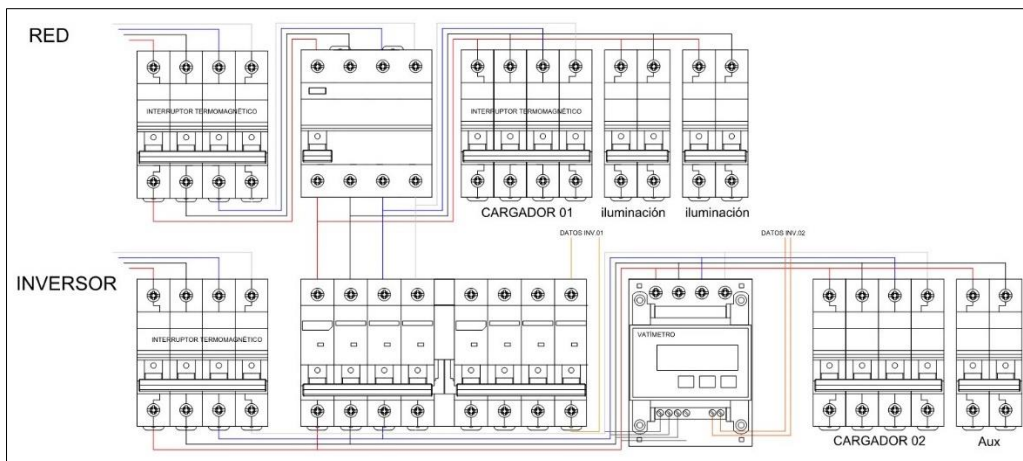 RED
INTERRUPTOR TERMOMAGNÉTICO
INTERRUPTOR TERMOMAGNÉTICO
CARGADOR 01
iluminación
iluminación
DATOS INV.01
DATOS INV.02
INVERSOR
INTERRUPTOR TERMOMAGNÉTICO
VATÍMETRO
CARGADOR 02
Aux